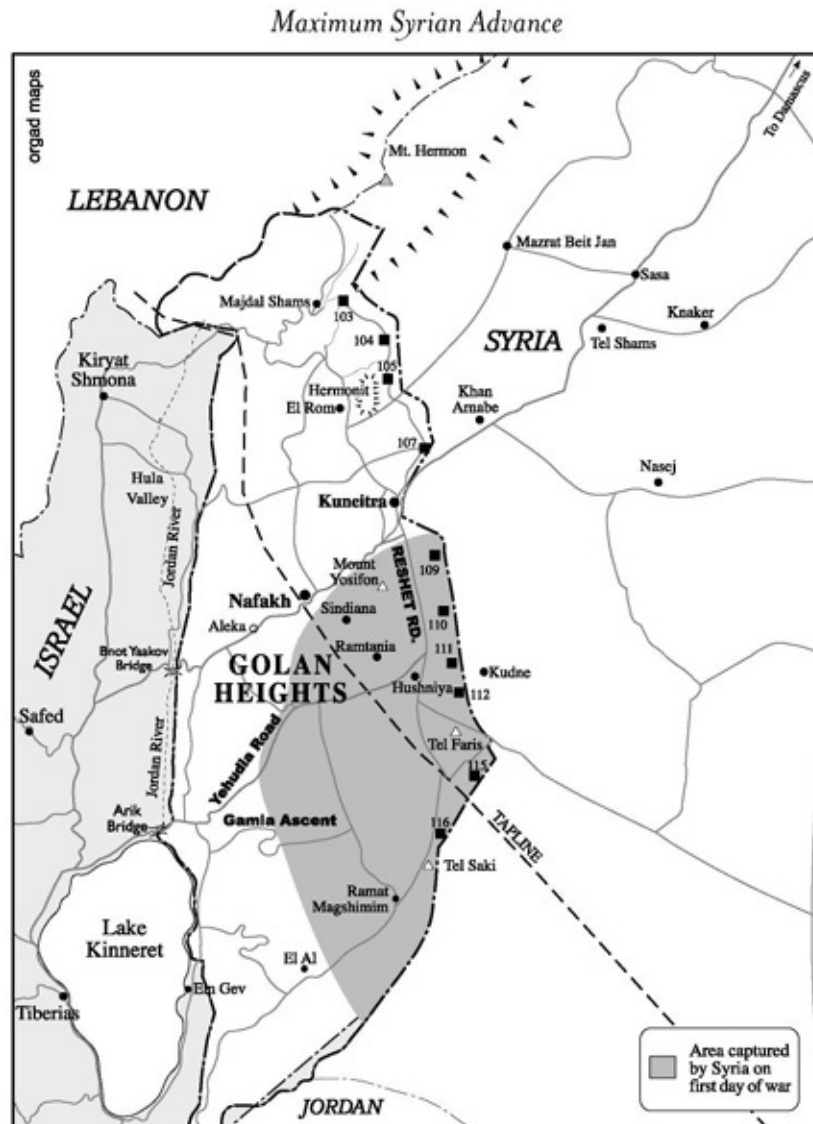 Maximum Syrian Advance
orgad maps
To Damascus
Mt. Hermon
LEBANON
Mazrat Beit Jan
Sasa
Majdal Shams
103
Knaker
SYRIA
Tel Shams
104
105
Kiryat
Shmona
Hermonit
El Rom
Khan
Arnabe
107
Hula
Valley
Nasej
Kuneitra
Jordan River
RESHET RD.
109
Mount
Yosifon
Nafakh
Sindiana
110
Aleka
ISRAEL
Bnot Yaakov
Bridge
Ramtania
111
GOLAN
HEIGHTS
Kudne
Hushniya
112
Safed
Jordan River
Yehudia Road
Tel Faris
115
Arik
Bridge
Gamla Ascent
116
TAPLINE
Tel Saki
Ramat
Magshimim
Lake
Kinneret
El Al
Ein Gev
Tiberias
Area captured
by Syria on
first day of war
JORDAN